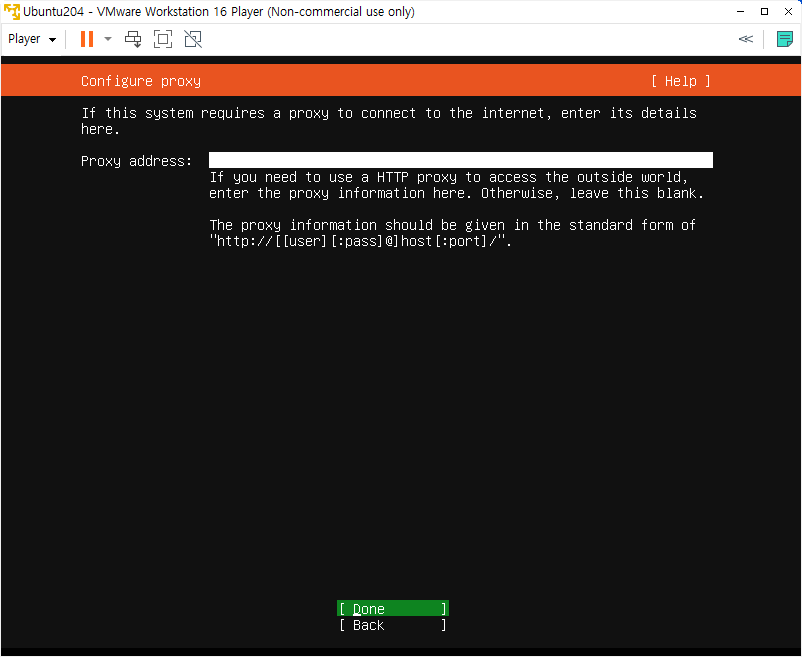 Ubuntu204 - VMware Workstation 16 Player (Non-commercial use only)
Player
Configure proxy [ Help ]
If this system requires a proxy to connect to the internet, enter its details
here.
Proxy address:
If you need to use a HTTP proxy to access the outside world,
enter the proxy information here. Otherwise, leave this blank.
The proxy information should be given in the standard form of
"http://[[user][:pass]@]host[:port]/".
[ Done ]
[ Back ]